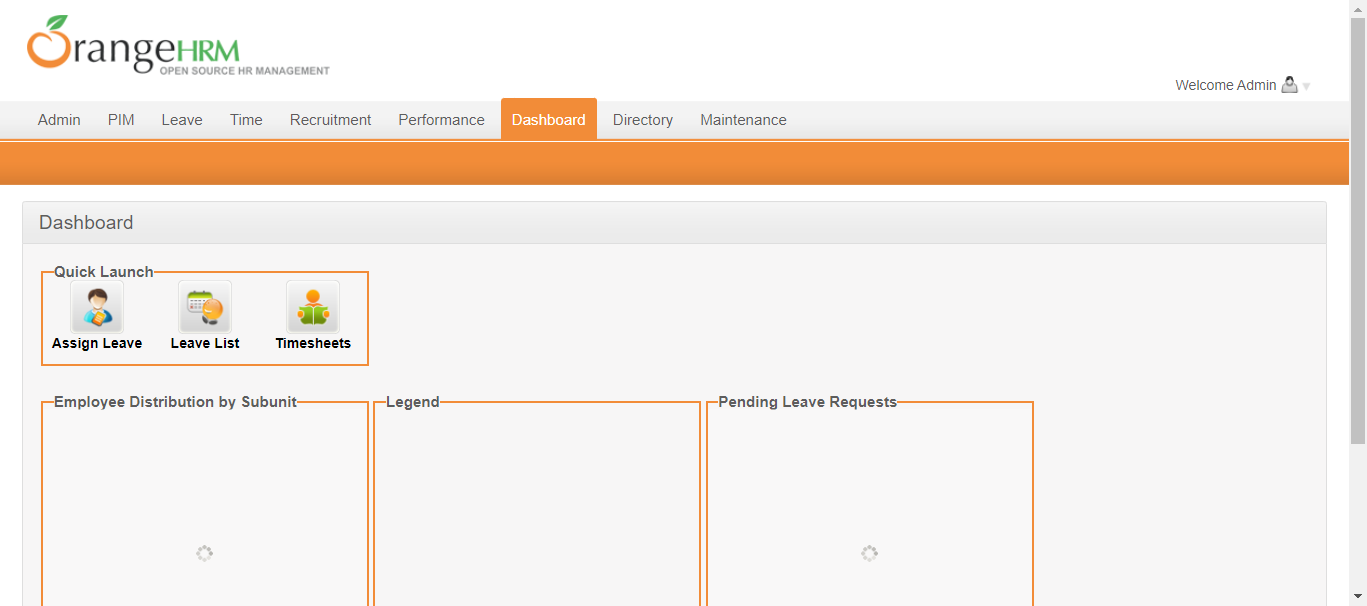 OrangeHRM
OPEN SOURCE HR MANAGEMENT
Welcome Admin
Admin PIM Leave Time Recruitment Performance Dashboard Directory Maintenance
Dashboard
Quick Launch
Assign Leave Leave List Timesheets
Employee Distribution by Subunit Legend Pending Leave Requests